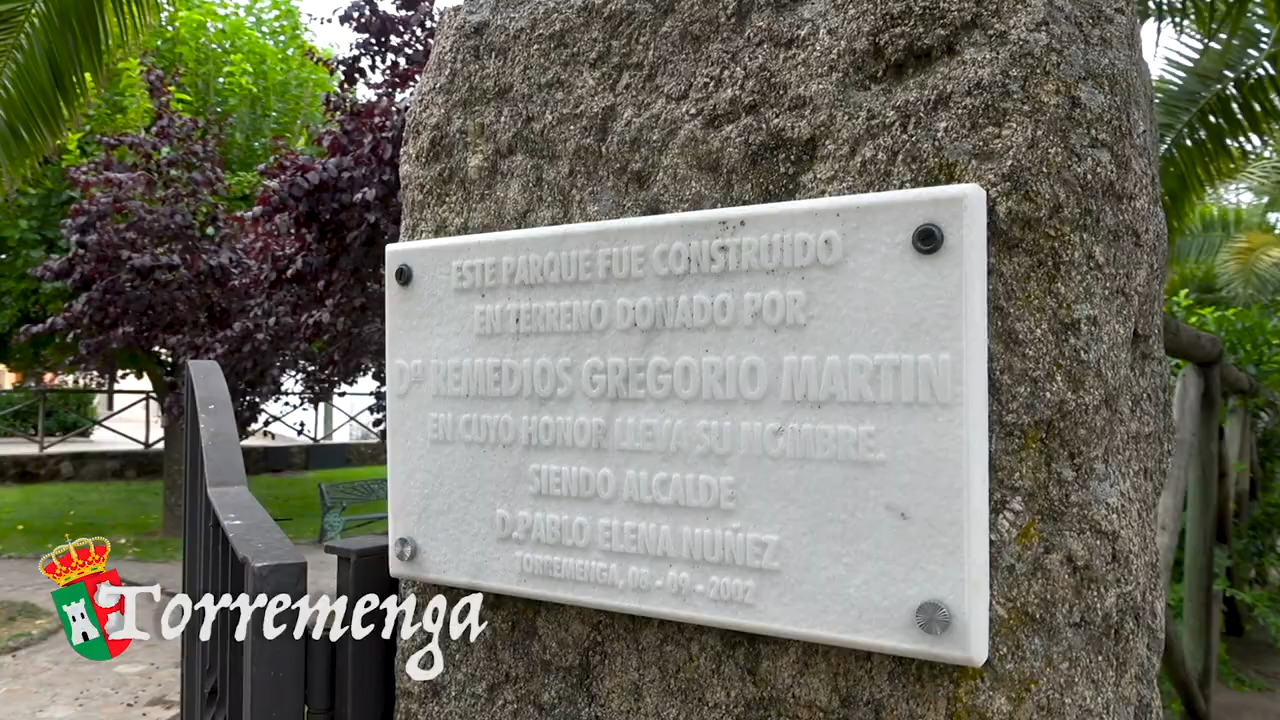 ESTE PARQUE FUE CONSTRUIDO
EN TERRENO DONADO POR
Dª REMEDIOS GREGORIO MARTIN
EN CUYO HONOR LLEVA SU NOMBRE.
SIENDO ALCALDE
D.PABLO ELENA NUÑEZ
TORREMENGA, 08 - 09 - 2002
Torremenga